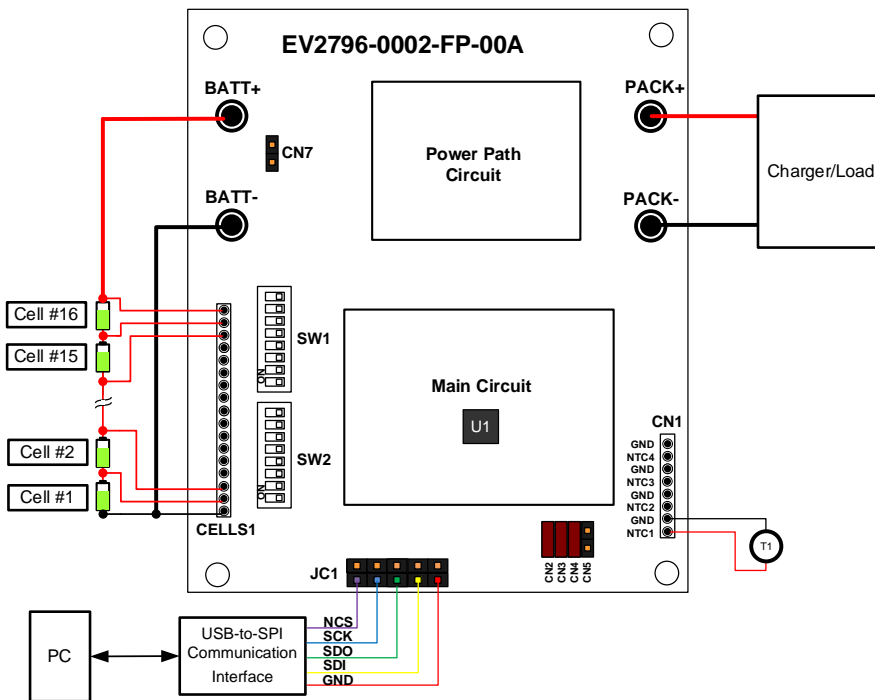 EV2796-0002-FP-00A
BATT+
PACK+
CN7
Power Path
Circuit
Charger/Load
BATT-
PACK-
Cell #16
Cell #15
Cell #2
Cell #1
SW1
ON
SW2
ON
CELLS1
Main Circuit
U1
CN1
GND
NTC4
GND
NTC3
GND
NTC2
GND
NTC1
T1
CN2
CN3
CN4
CN5
JC1
PC
USB-to-SPI
Communication
Interface
NCS
SCK
SDO
SDI
GND